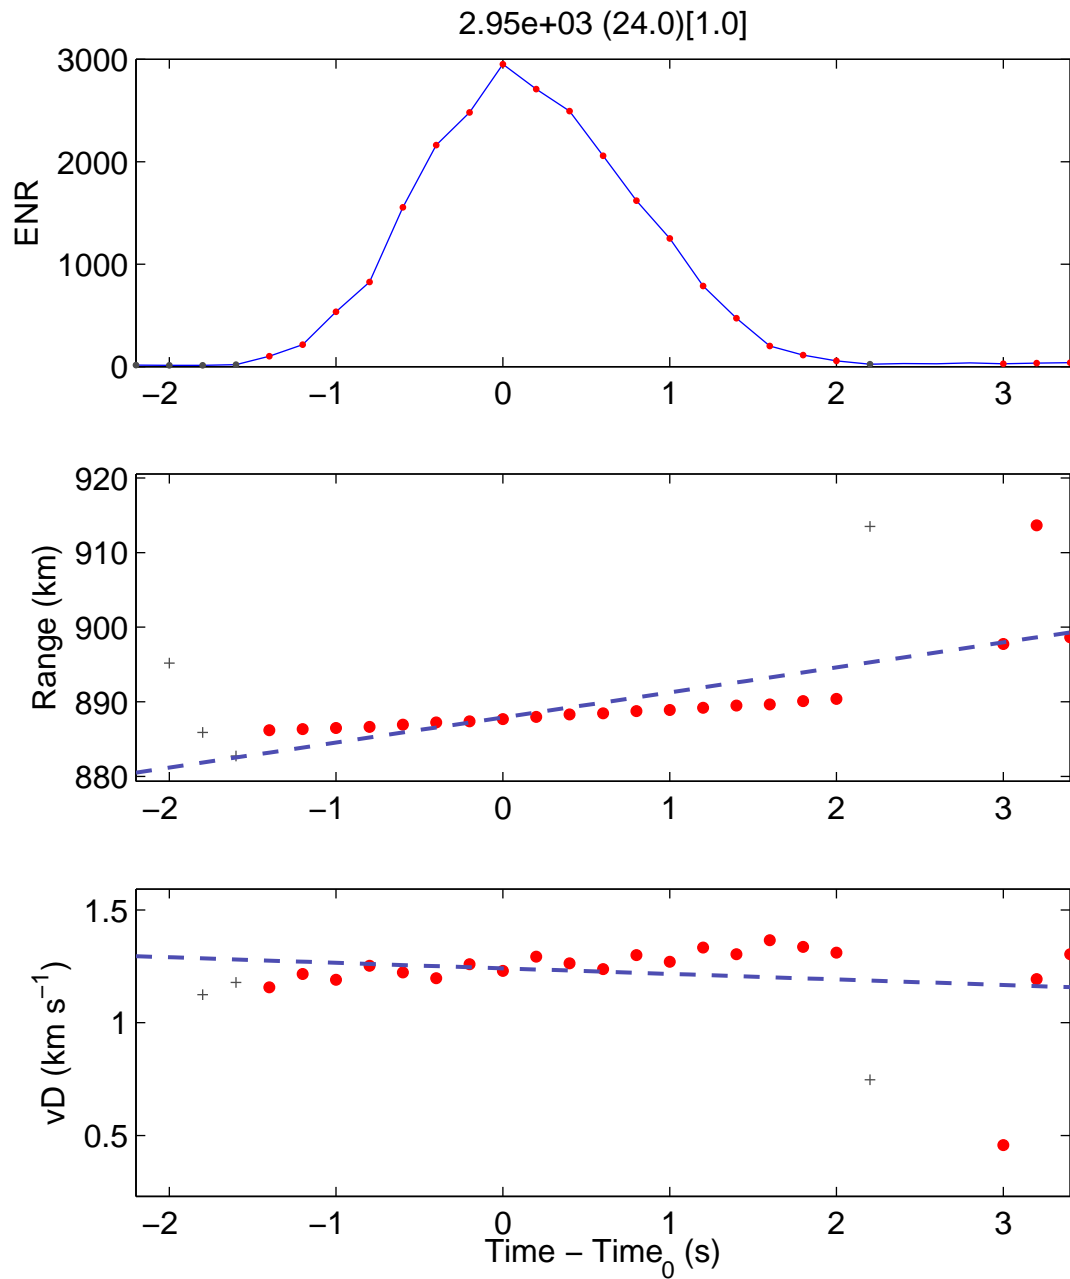 2.95e+03 (24.0)[1.0]
3000
2000
1000
0
ENR
−2 −1 0 1 2 3
920
910
900
890
880
Range (km)
−2 −1 0 1 2 3
1.5
1
0.5
vD (km s−1)
−2 −1 0 1 2 3
Time − Time0 (s)